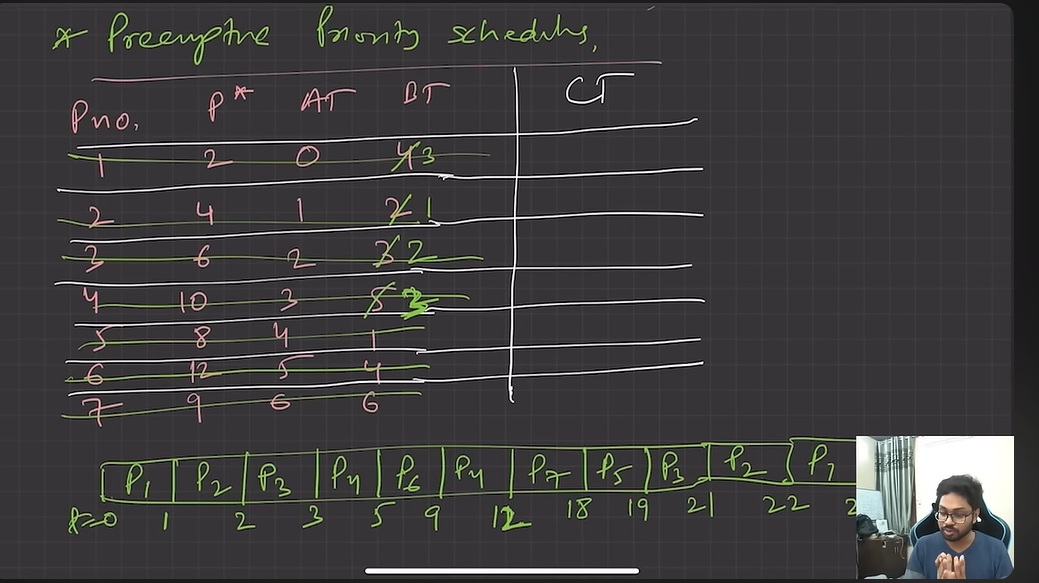 * Preemptive Priority scheduling,
Pno. P* AT BT CT
1 2 0 4 3
2 4 1 2 1
3 6 2 3 2
4 10 3 5 3
5 8 4 1
6 12 5 4
7 9 6 6
P1 P2 P3 P4 P6 P4 P7 P5 P3 P2 P1
t=0 1 2 3 5 9 12 18 19 21 22 2